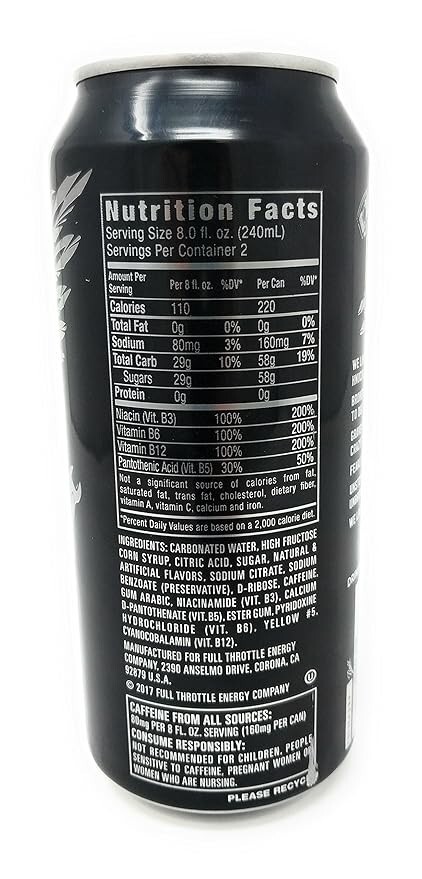 Nutrition Facts
Serving Size 8.0 fl. oz. (240mL)
Servings Per Container 2
Amount Per Serving Per 8 fl. oz. %DV* Per Can %DV*
Calories 110 220
Total Fat 0g 0% 0g 0%
Sodium 80mg 3% 160mg 7%
Total Carb 29g 10% 58g 19%
Sugars 29g 58g
Protein 0g 0g
Niacin (Vit. B3) 100% 200%
Vitamin B6 100% 200%
Vitamin B12 100% 200%
Pantothenic Acid (Vit. B5) 30% 50%
Not a significant source of calories from fat,
saturated fat, trans fat, cholesterol, dietary fiber,
vitamin A, vitamin C, calcium and iron.
*Percent Daily Values are based on a 2,000 calorie diet.
INGREDIENTS: CARBONATED WATER, HIGH FRUCTOSE
CORN SYRUP, CITRIC ACID, SUGAR, NATURAL &
ARTIFICIAL FLAVORS, SODIUM CITRATE, SODIUM
BENZOATE (PRESERVATIVE), D-RIBOSE, CAFFEINE,
GUM ARABIC, NIACINAMIDE (VIT. B3), CALCIUM
D-PANTOTHENATE (VIT. B5), ESTER GUM, PYRIDOXINE
HYDROCHLORIDE (VIT. B6), YELLOW #5,
CYANOCOBALAMIN (VIT. B12).
MANUFACTURED FOR FULL THROTTLE ENERGY
COMPANY, 2390 ANSELMO DRIVE, CORONA, CA
92879 U.S.A.
© 2017 FULL THROTTLE ENERGY COMPANY
U
CAFFEINE FROM ALL SOURCES:
80mg PER 8 FL. OZ. SERVING (160mg PER CAN)
CONSUME RESPONSIBLY:
NOT RECOMMENDED FOR CHILDREN, PEOPLE
SENSITIVE TO CAFFEINE, PREGNANT WOMEN OR
WOMEN WHO ARE NURSING.
PLEASE RECYC